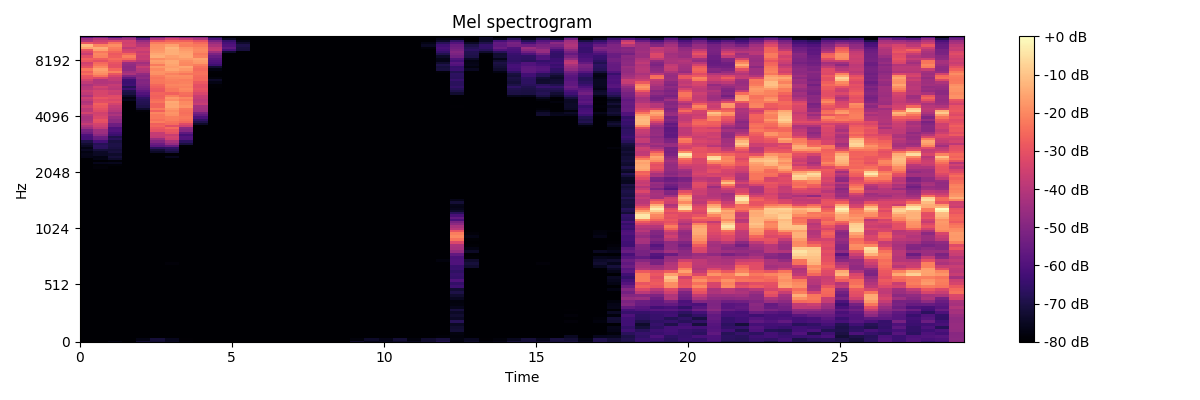 Mel spectrogram
Hz
8192
4096
2048
1024
512
0
0 5 10 15 20 25
Time
+0 dB
-10 dB
-20 dB
-30 dB
-40 dB
-50 dB
-60 dB
-70 dB
-80 dB